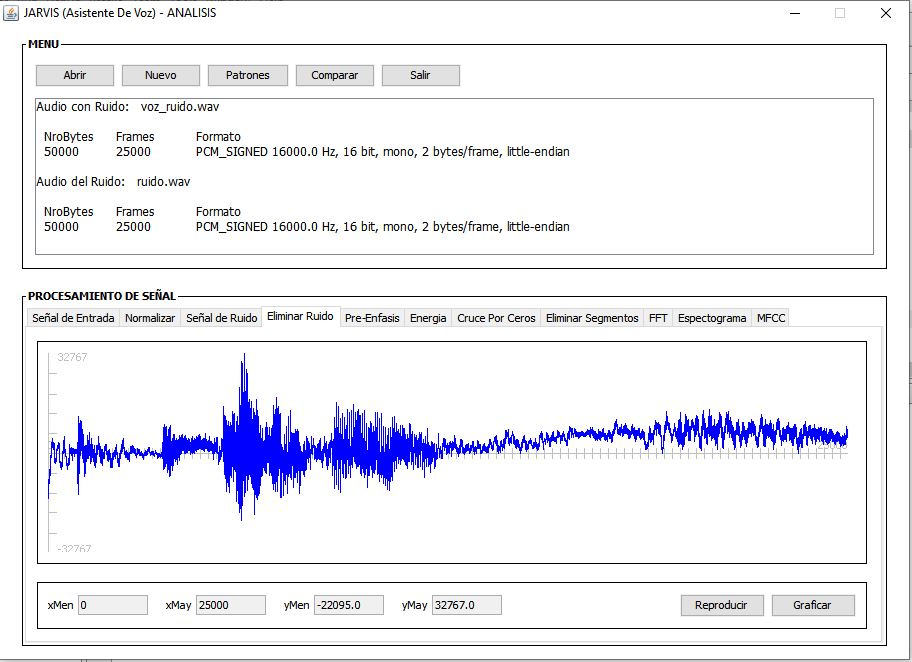 JARVIS (Asistente De Voz) - ANALISIS
MENU
Abrir Nuevo Patrones Comparar Salir
Audio con Ruido: voz_ruido.wav
NroBytes Frames Formato
50000 25000 PCM_SIGNED 16000.0 Hz, 16 bit, mono, 2 bytes/frame, little-endian
Audio del Ruido: ruido.wav
NroBytes Frames Formato
50000 25000 PCM_SIGNED 16000.0 Hz, 16 bit, mono, 2 bytes/frame, little-endian
PROCESAMIENTO DE SEÑAL
Señal de Entrada Normalizar Señal de Ruido Eliminar Ruido Pre-Enfasis Energia Cruce Por Ceros Eliminar Segmentos FFT Espectograma MFCC
32767
-32767
xMen 0 xMay 25000 yMen -22095.0 yMay 32767.0 Reproducir Graficar